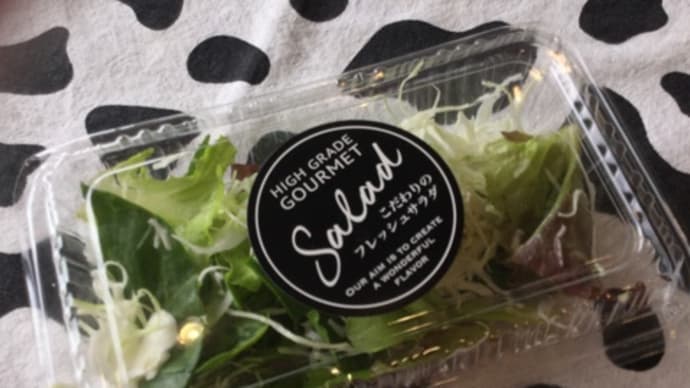 HIGH GRADE
GOURMET
Salad
こだわりの
フレッシュサラダ
OUR AIM IS TO CREATE
A WONDERFUL
FLAVOR